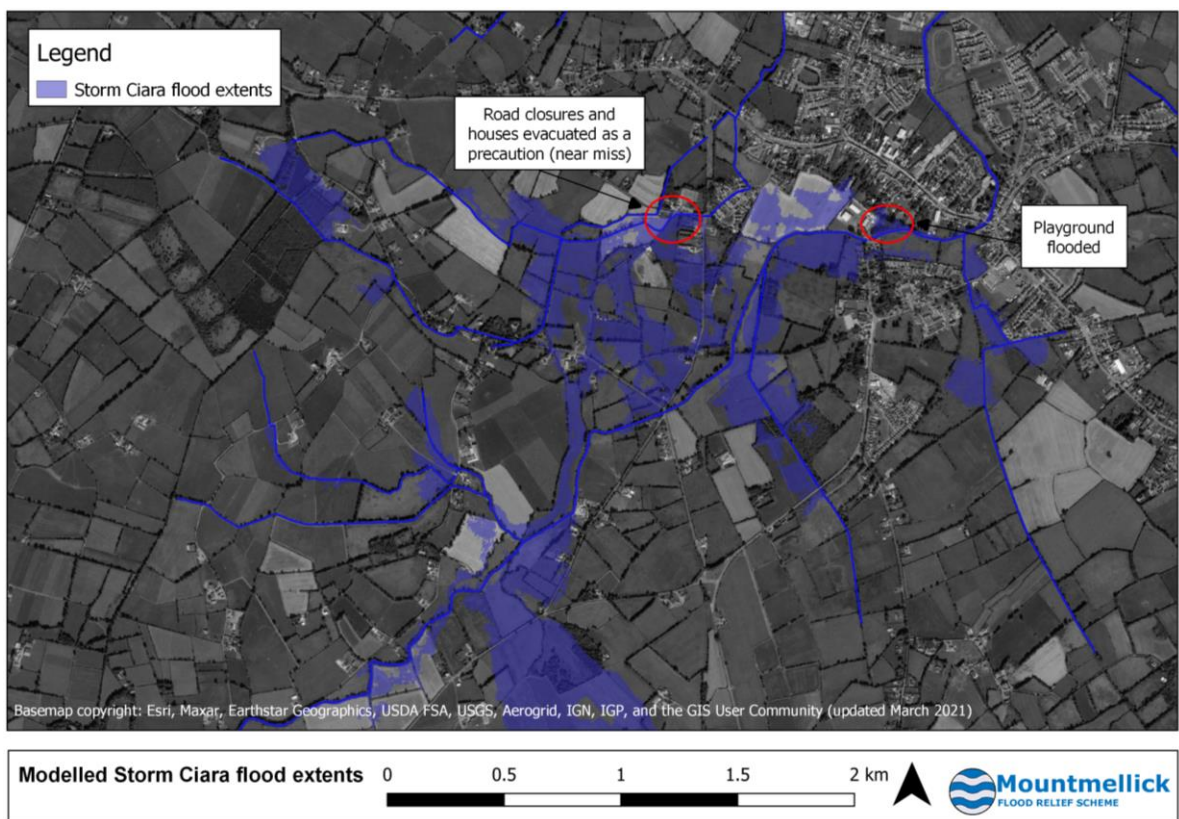 Legend
Storm Ciara flood extents
Road closures and
houses evacuated as a
precaution (near miss)
Playground
flooded
Basemap copyright: Esri, Maxar, Earthstar Geographics, USDA FSA, USGS, Aerogrid, IGN, IGP, and the GIS User Community (updated March 2021)
Modelled Storm Ciara flood extents
0 0.5 1 1.5 2 km
Mountmellick
FLOOD RELIEF SCHEME